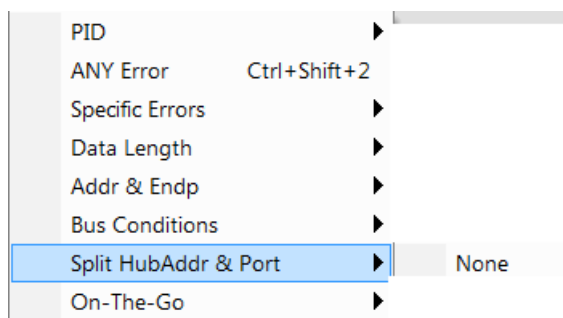 PID
ANY Error Ctrl+Shift+2
Specific Errors
Data Length
Addr & Endp
Bus Conditions
Split HubAddr & Port None
On-The-Go